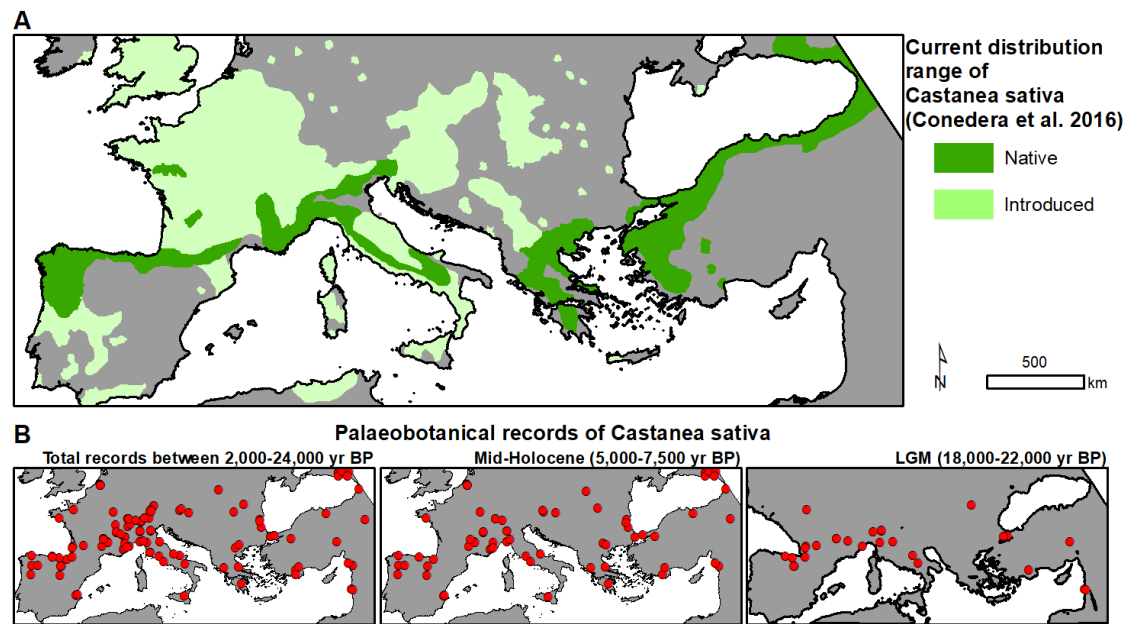 A
Current distribution
range of
Castanea sativa
(Conedera et al. 2016)
Native
Introduced
N
500
km
B
Palaeobotanical records of Castanea sativa
Total records between 2,000-24,000 yr BP)
Mid-Holocene (5,000-7,500 yr BP)
LGM (18,000-22,000 yr BP)